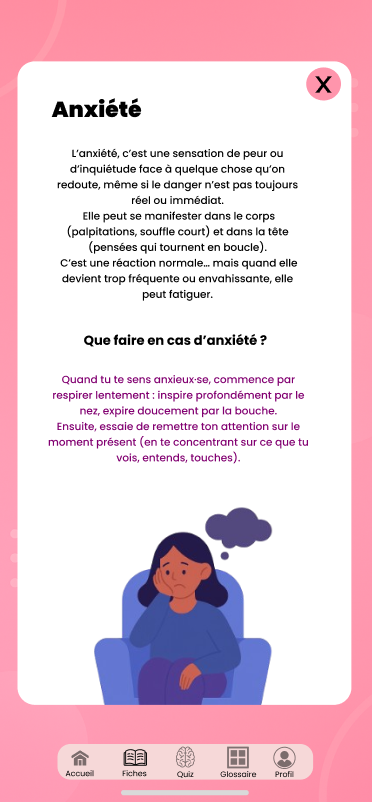 X
Anxiété
L'anxiété, c'est une sensation de peur ou
d'inquiétude face à quelque chose qu'on
redoute, même si le danger n'est pas toujours
réel ou immédiat.
Elle peut se manifester dans le corps
(palpitations, souffle court) et dans la tête
(pensées qui tournent en boucle).
C'est une réaction normale... mais quand elle
devient trop fréquente ou envahissante, elle
peut fatiguer.
Que faire en cas d'anxiété ?
Quand tu te sens anxieux·se, commence par
respirer lentement : inspire profondément par le
nez, expire doucement par la bouche.
Ensuite, essaie de remettre ton attention sur le
moment présent (en te concentrant sur ce que tu
vois, entends, touches).
Accueil
Fiches
Quiz
Glossaire
Profil